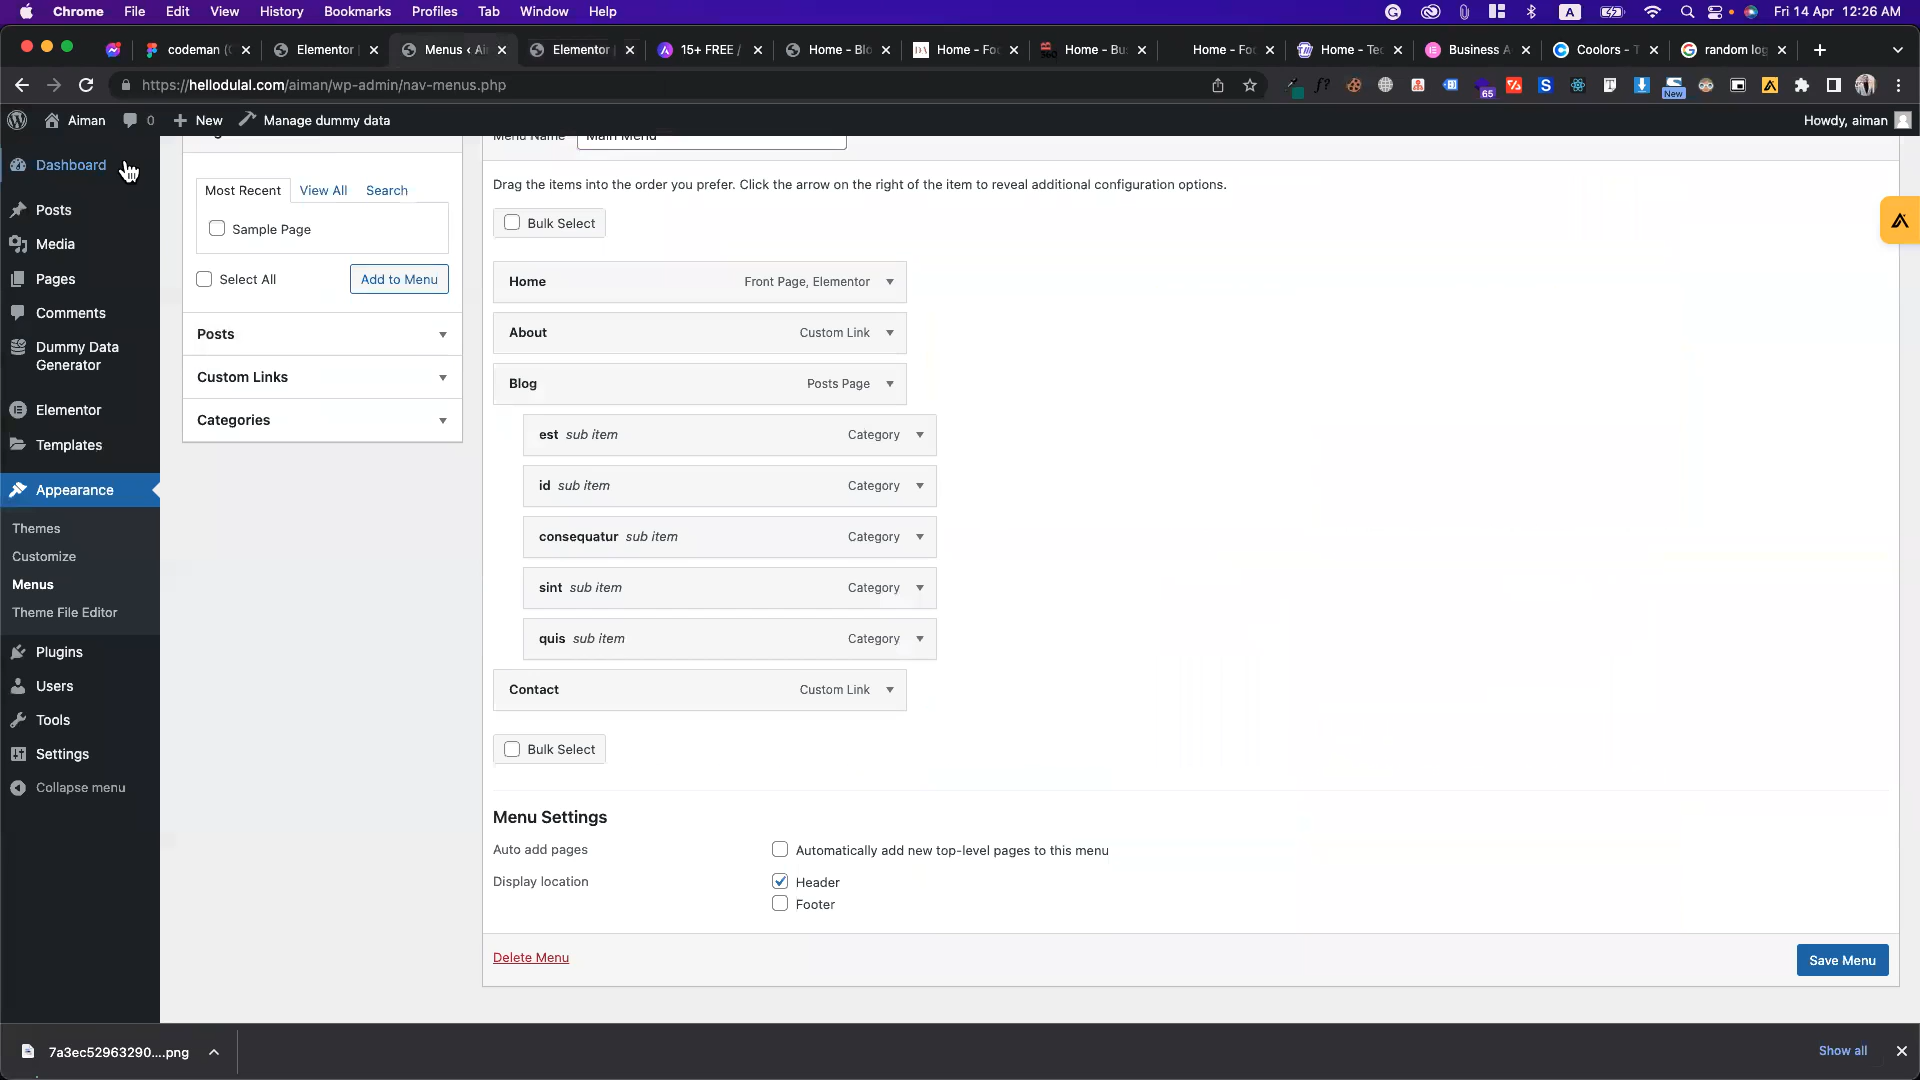 Chrome File Edit View History Bookmarks Profiles Tab Window Help A Fri 14 Apr 12:26 AM
codeman ( Elementor Menus ‹ Ai Elementor 15+ FREE / Home - Blo Home - Foo Home - Bu Home - Fo Home - Tec Business A Coolors - T random log
https://hellodulal.com/aiman/wp-admin/nav-menus.php f? 65 S T New
Aiman 0 New Manage dummy data Howdy, aiman
Menu Name Main Menu
Dashboard
Posts
Media
Pages
Comments
Dummy Data
Generator
Elementor
Templates
Appearance
Themes
Customize
Menus
Theme File Editor
Plugins
Users
Tools
Settings
Collapse menu
Most Recent View All Search
Sample Page
Select All Add to Menu
Posts
Custom Links
Categories
Drag the items into the order you prefer. Click the arrow on the right of the item to reveal additional configuration options.
Bulk Select
Home Front Page, Elementor
About Custom Link
Blog Posts Page
est sub item Category
id sub item Category
consequatur sub item Category
sint sub item Category
quis sub item Category
Contact Custom Link
Bulk Select
Menu Settings
Auto add pages Automatically add new top-level pages to this menu
Display location Header
Footer
Delete Menu Save Menu
7a3ec52963290....png Show all